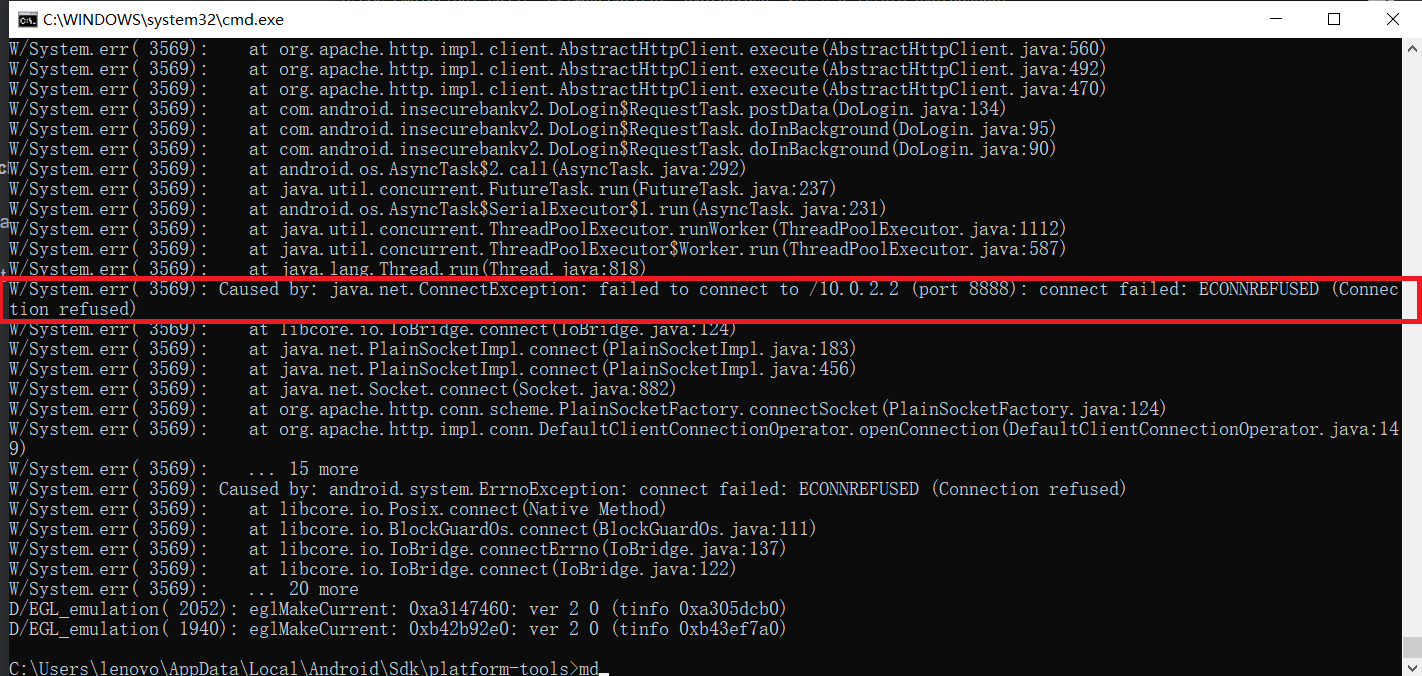 C:\WINDOWS\system32\cmd.exe
W/System.err( 3569):    at org.apache.http.impl.client.AbstractHttpClient.execute(AbstractHttpClient.java:560)
W/System.err( 3569):    at org.apache.http.impl.client.AbstractHttpClient.execute(AbstractHttpClient.java:492)
W/System.err( 3569):    at org.apache.http.impl.client.AbstractHttpClient.execute(AbstractHttpClient.java:470)
W/System.err( 3569):    at com.android.insecurebankv2.DoLogin$RequestTask.postData(DoLogin.java:134)
W/System.err( 3569):    at com.android.insecurebankv2.DoLogin$RequestTask.doInBackground(DoLogin.java:95)
W/System.err( 3569):    at com.android.insecurebankv2.DoLogin$RequestTask.doInBackground(DoLogin.java:90)
W/System.err( 3569):    at android.os.AsyncTask$2.call(AsyncTask.java:292)
W/System.err( 3569):    at java.util.concurrent.FutureTask.run(FutureTask.java:237)
W/System.err( 3569):    at android.os.AsyncTask$SerialExecutor$1.run(AsyncTask.java:231)
W/System.err( 3569):    at java.util.concurrent.ThreadPoolExecutor.runWorker(ThreadPoolExecutor.java:1112)
W/System.err( 3569):    at java.util.concurrent.ThreadPoolExecutor$Worker.run(ThreadPoolExecutor.java:587)
W/System.err( 3569):    at java.lang.Thread.run(Thread.java:818)
W/System.err( 3569): Caused by: java.net.ConnectException: failed to connect to /10.0.2.2 (port 8888): connect failed: ECONNREFUSED (Connec
tion refused)
W/System.err( 3569):    at libcore.io.IoBridge.connect(IoBridge.java:124)
W/System.err( 3569):    at java.net.PlainSocketImpl.connect(PlainSocketImpl.java:183)
W/System.err( 3569):    at java.net.PlainSocketImpl.connect(PlainSocketImpl.java:456)
W/System.err( 3569):    at java.net.Socket.connect(Socket.java:882)
W/System.err( 3569):    at org.apache.http.conn.scheme.PlainSocketFactory.connectSocket(PlainSocketFactory.java:124)
W/System.err( 3569):    at org.apache.http.impl.conn.DefaultClientConnectionOperator.openConnection(DefaultClientConnectionOperator.java:14
9)
W/System.err( 3569):    ... 15 more
W/System.err( 3569): Caused by: android.system.ErrnoException: connect failed: ECONNREFUSED (Connection refused)
W/System.err( 3569):    at libcore.io.Posix.connect(Native Method)
W/System.err( 3569):    at libcore.io.BlockGuardOs.connect(BlockGuardOs.java:111)
W/System.err( 3569):    at libcore.io.IoBridge.connectErrno(IoBridge.java:137)
W/System.err( 3569):    at libcore.io.IoBridge.connect(IoBridge.java:122)
W/System.err( 3569):    ... 20 more
D/EGL_emulation( 2052): eglMakeCurrent: 0xa3147460: ver 2 0 (tinfo 0xa305dcb0)
D/EGL_emulation( 1940): eglMakeCurrent: 0xb42b92e0: ver 2 0 (tinfo 0xb43ef7a0)
C:\Users\lenovo\AppData\Local\Android\Sdk\platform-tools>md